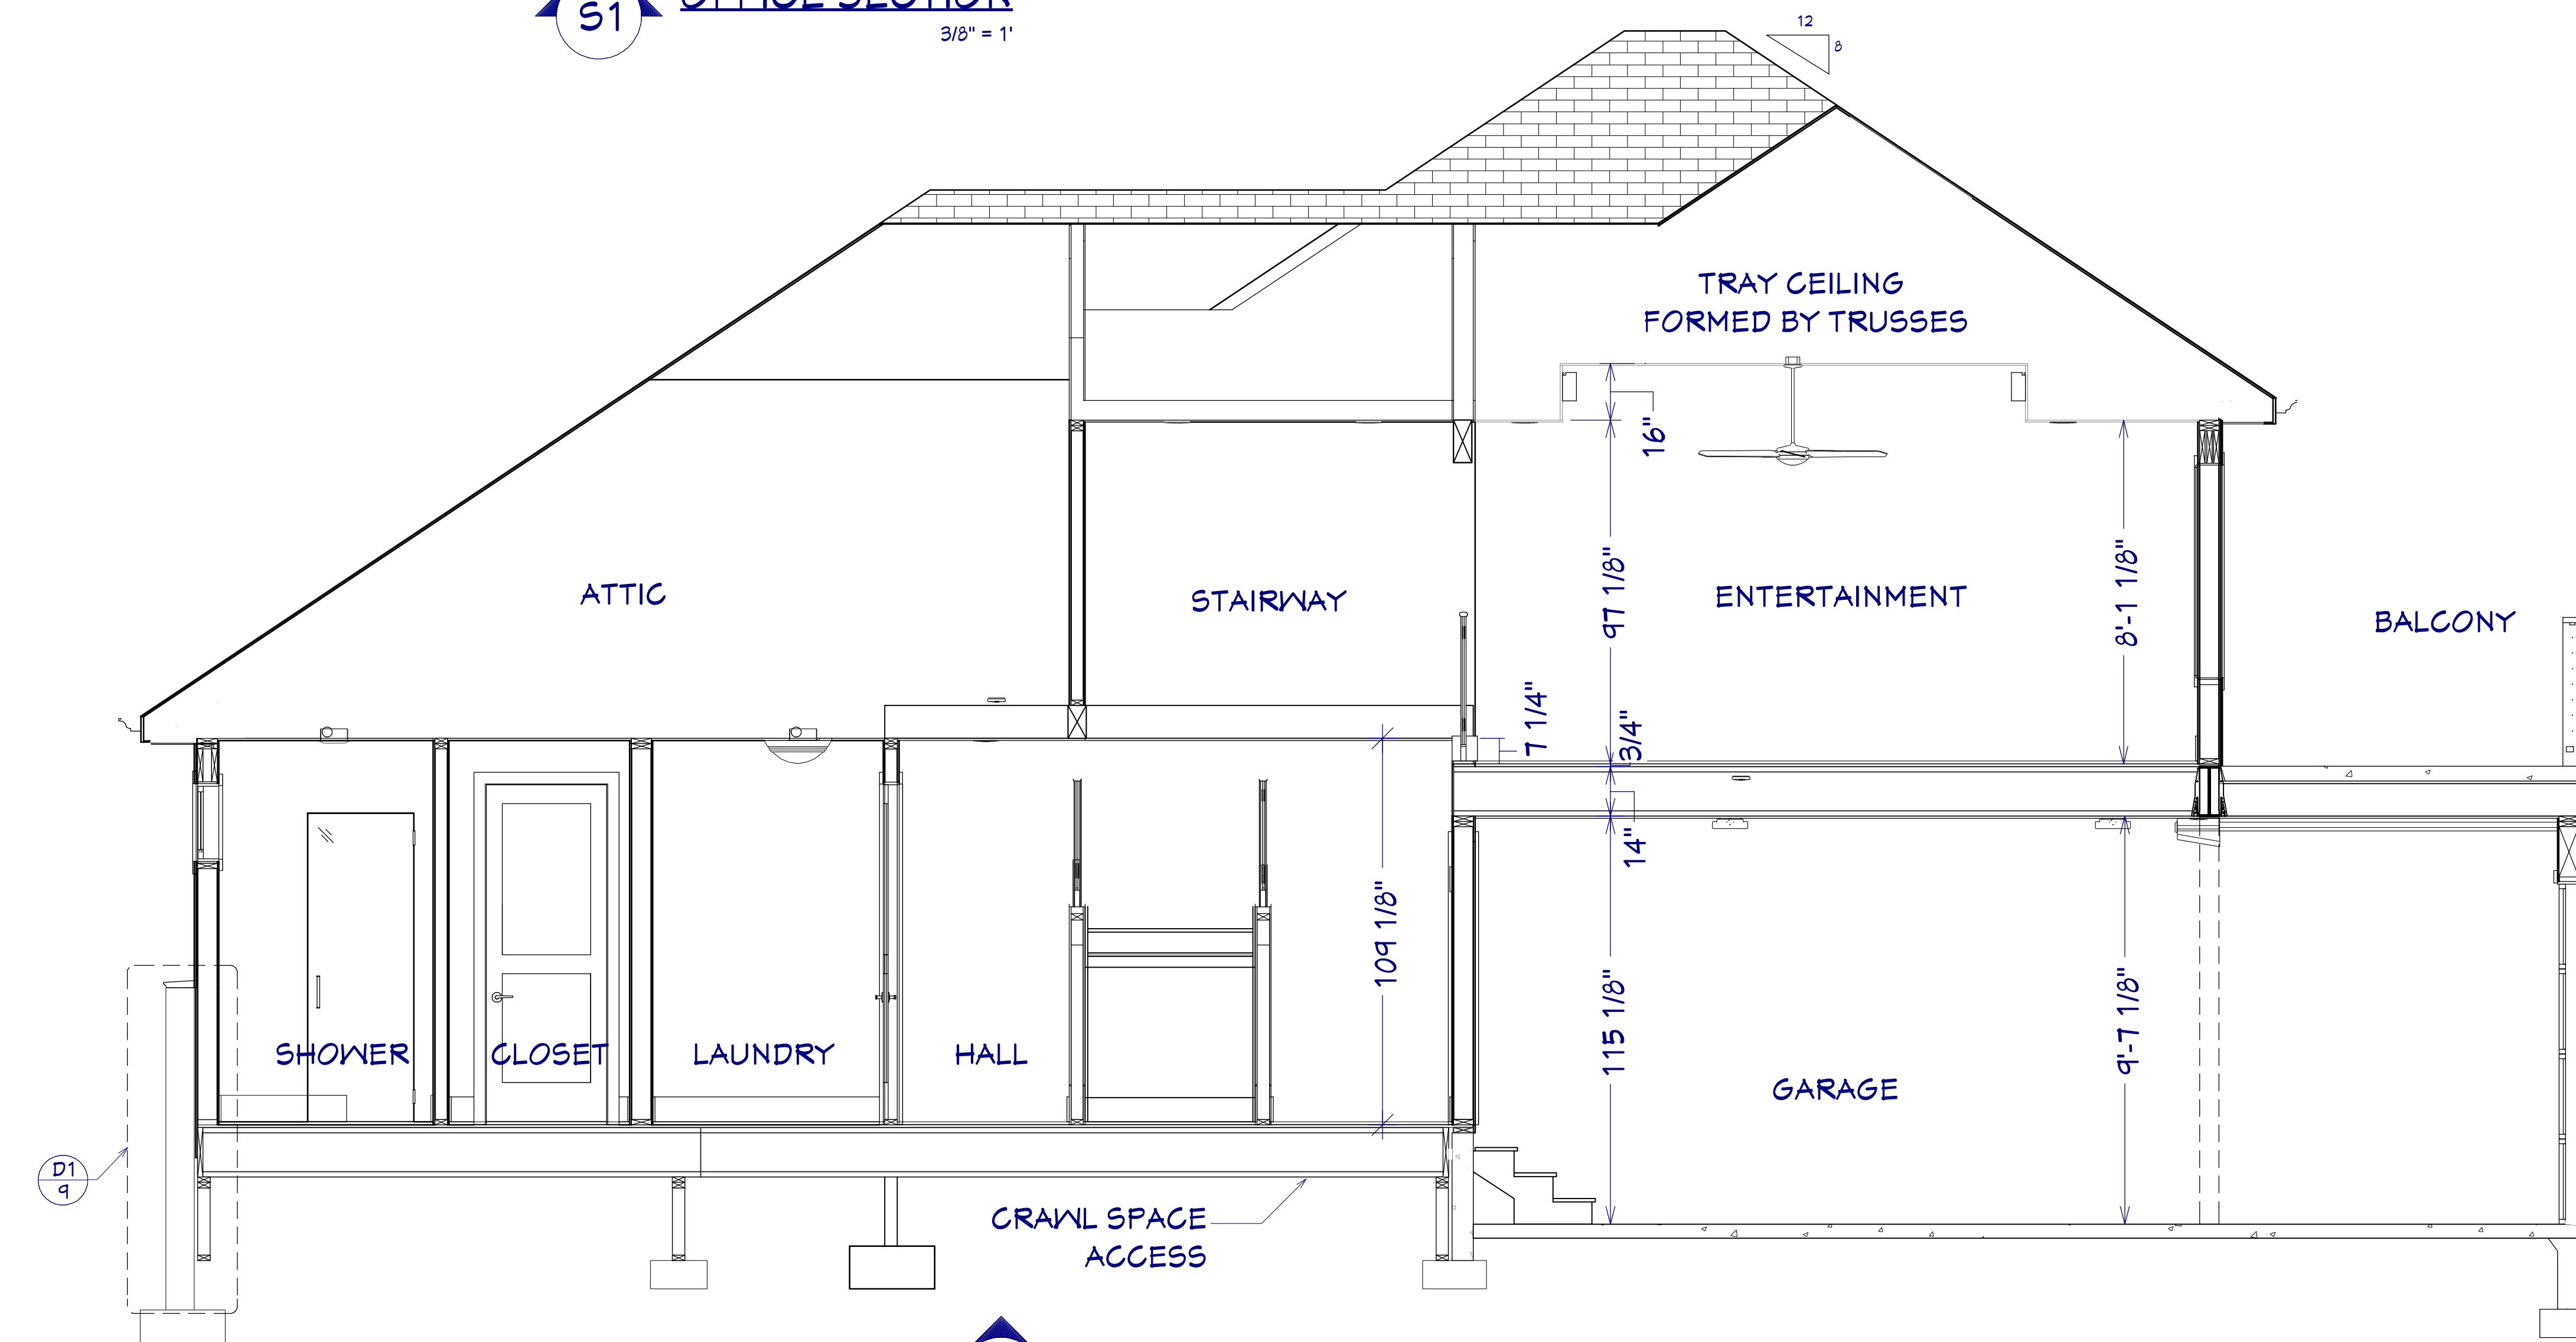 S1
OFFICE SECTION
3/8" = 1'
12
8
TRAY CEILING
FORMED BY TRUSSES
16"
97 1/8"
8'-1 1/8"
ATTIC
STAIRWAY
ENTERTAINMENT
BALCONY
7 1/4"
3/4"
14"
109 1/8"
115 1/8"
9'-7 1/8"
SHOWER
CLOSET
LAUNDRY
HALL
GARAGE
D1
9
CRAWL SPACE
ACCESS